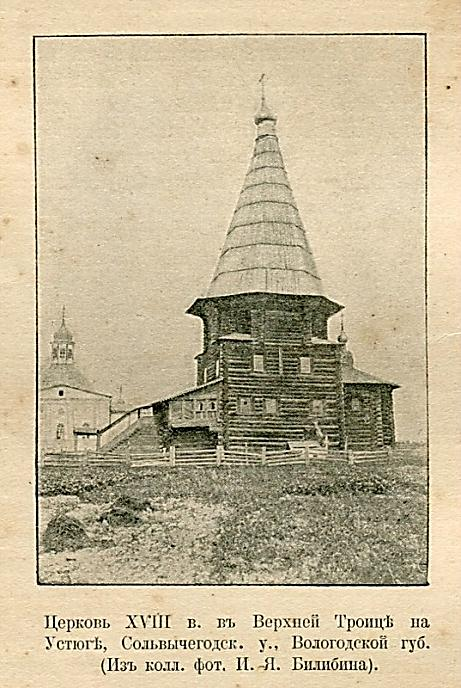 Церковь XVIII в. въ Верхней Троицѣ на
Устюгѣ, Сольвычегодск. у., Вологодской губ.
(Изъ колл. фот. И. Я. Билибина).